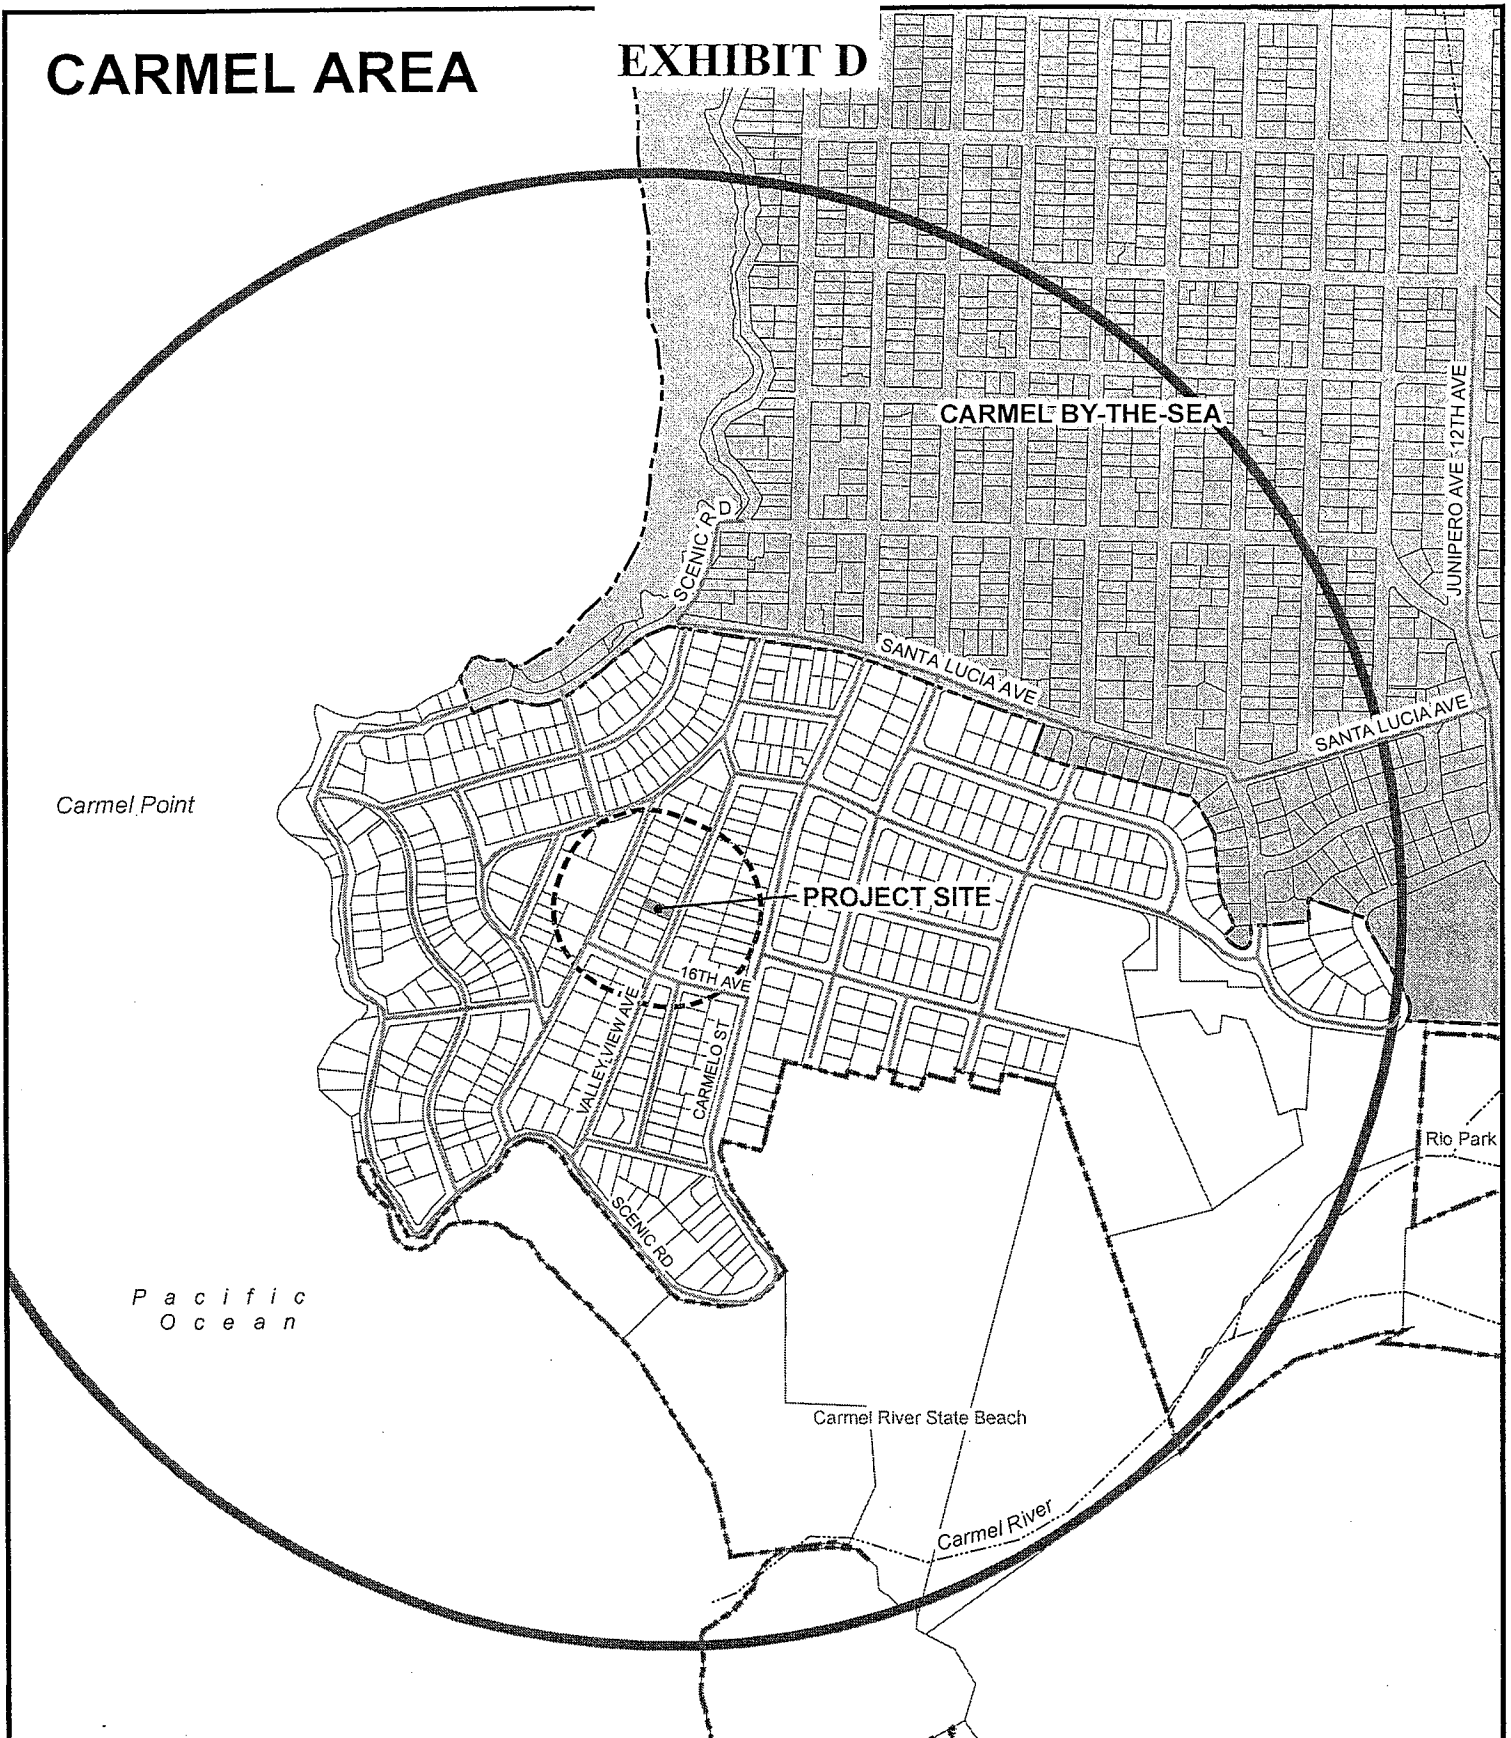 CARMEL AREA
EXHIBIT D
CARMEL BY-THE-SEA
JUNIPERO AVE
12TH AVE
SCENIC RD
SANTA LUCIA AVE
SANTA LUCIA AVE
Carmel Point
PROJECT SITE
16TH AVE
VALLEY VIEW AVE
CARMELO ST
Rio Park
SCENIC RD
Pacific
Ocean
Carmel River State Beach
Carmel River